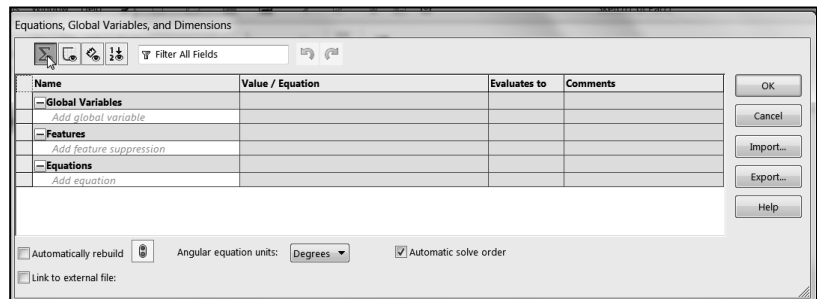 Equations, Global Variables, and Dimensions
Filter All Fields
Name Value / Equation Evaluates to Comments
Global Variables
Add global variable
Features
Add feature suppression
Equations
Add equation
OK
Cancel
Import...
Export...
Help
Automatically rebuild Angular equation units: Degrees Automatic solve order
Link to external file: